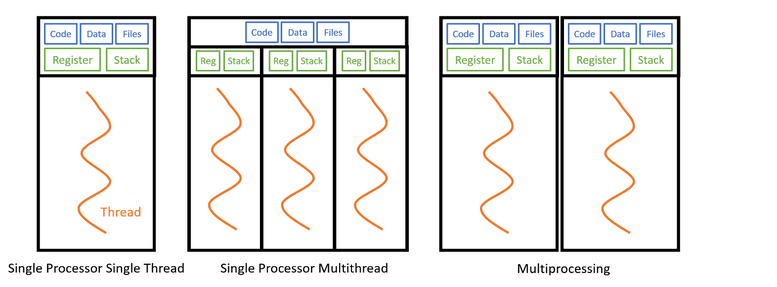 Code Data Files
Register Stack
Thread
Single Processor Single Thread
Code Data Files
Reg Stack Reg Stack Reg Stack
Single Processor Multithread
Code Data Files Code Data Files
Register Stack Register Stack
Multiprocessing